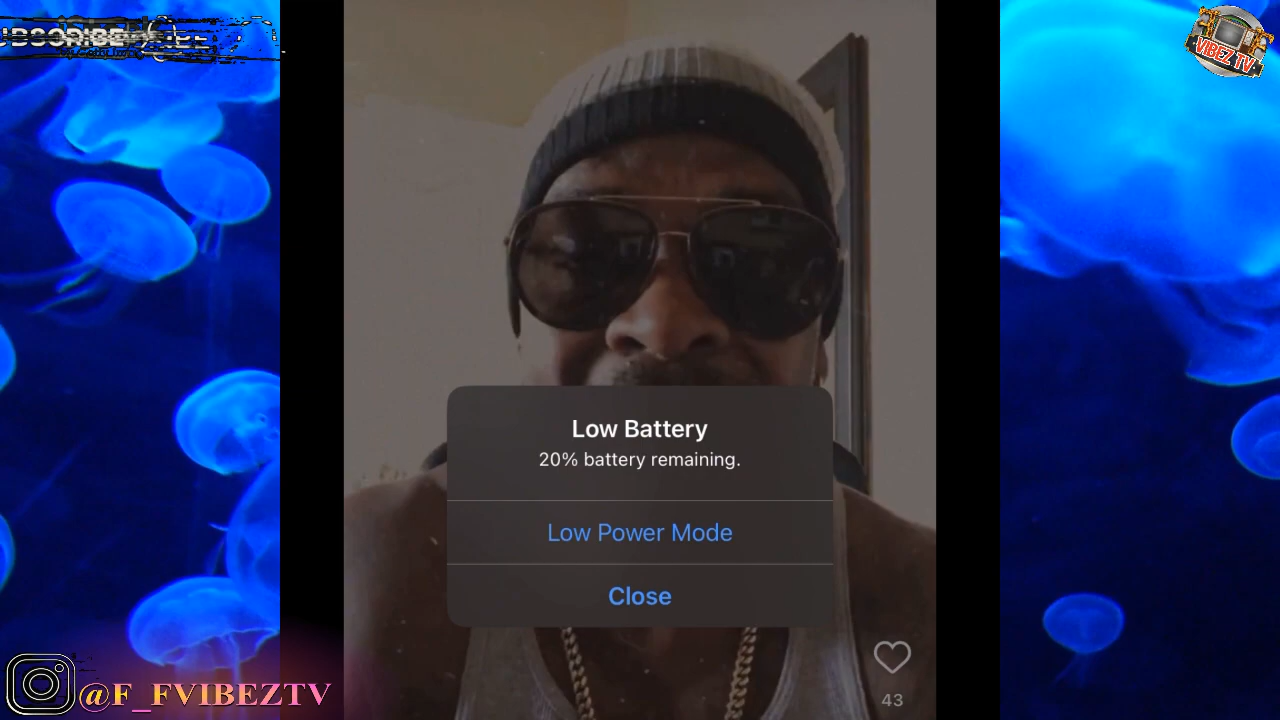 VIBEZ TV
Low Battery
20% battery remaining.
Low Power Mode
Close
43
@F_FVIBEZTV